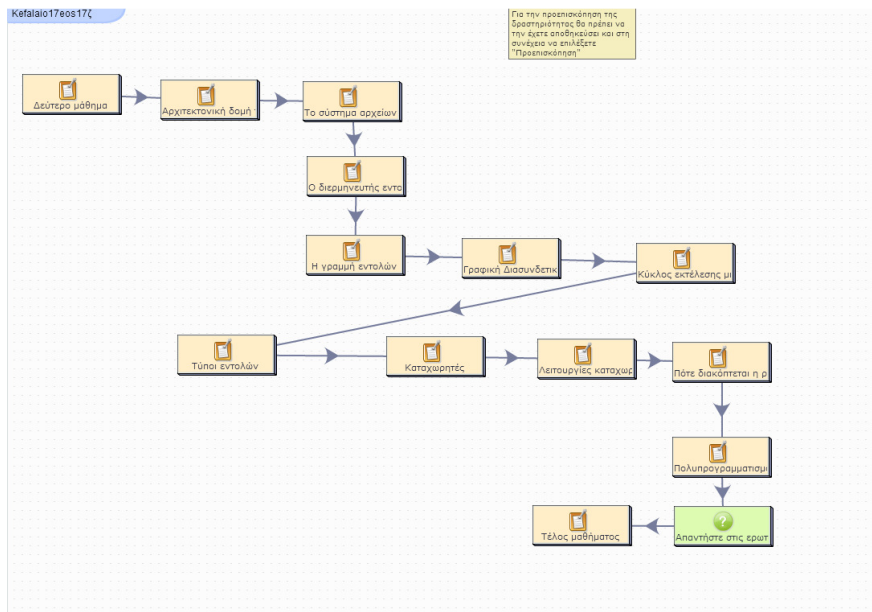 Kefalaio17eos17ζ
Για την προεπισκόπηση της
δραστηριότητας θα πρέπει να
την έχετε αποθηκεύσει και στη
συνέχεια να επιλέξετε
"Προεπισκόπηση"
Δεύτερο μάθημα
Αρχιτεκτονική δομή
Το σύστημα αρχείων
Ο διερμηνευτής εντο
Η γραμμή εντολών
Γραφική Διασυνδετικ
Κύκλος εκτέλεσης μι
Τύποι εντολών
Καταχωρητές
Λειτουργίες καταχωρ
Πότε διακόπτεται η ρ
Πολυπρογραμματισμ
Απαντήστε στις ερωτ
Τέλος μαθήματος